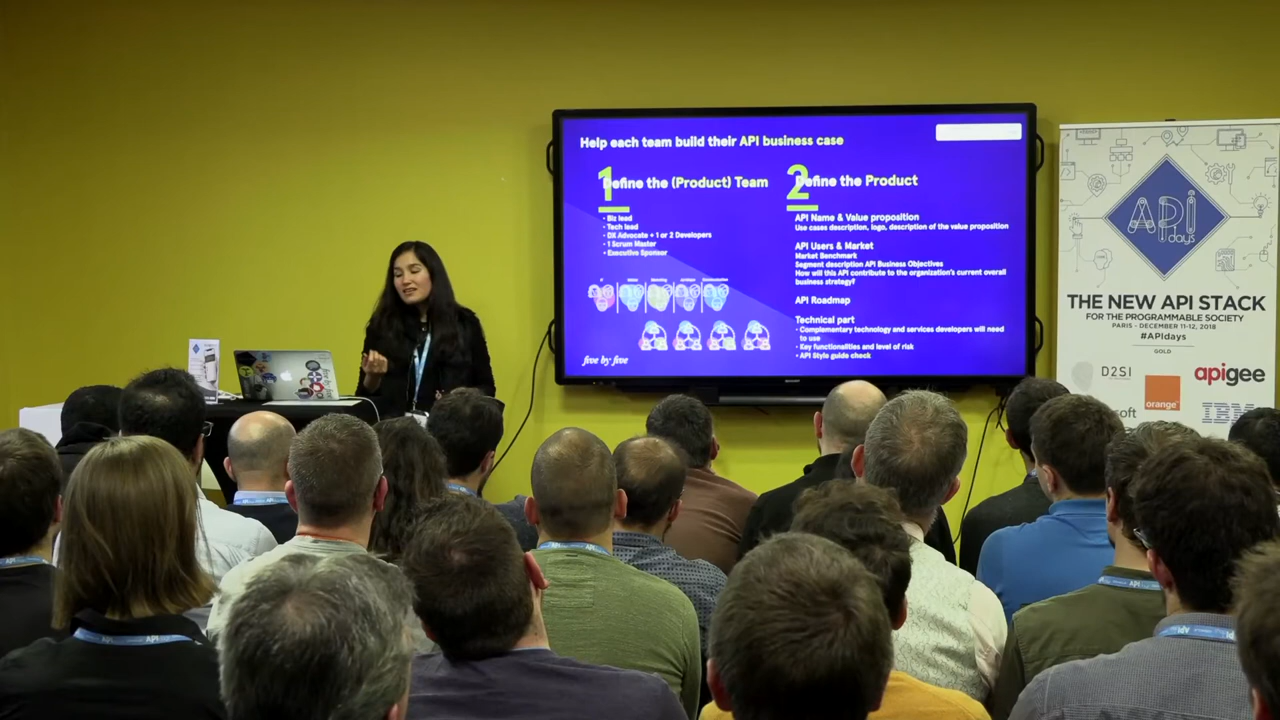 Help each team build their API business case
1
Define the (Product) Team
• Biz lead
• Tech lead
• DX Advocate + 1 or 2 Developers
• 1 Scrum Master
• Executive Sponsor
five by five
2
Define the Product
API Name & Value proposition
Use cases description, logo, description of the value proposition
API Users & Market
Market Benchmark
Segment description API Business Objectives
How will this API contribute to the organization's current overall
business strategy?
API Roadmap
Technical part
• Complementary technology and services developers will need
to use
• Key functionalities and level of risk
• API Style guide check
API
days
THE NEW API STACK
FOR THE PROGRAMMABLE SOCIETY
PARIS - DECEMBER 11-12, 2018
#APIdays
GOLD
D2SI
orange
apigee
soft
IBM